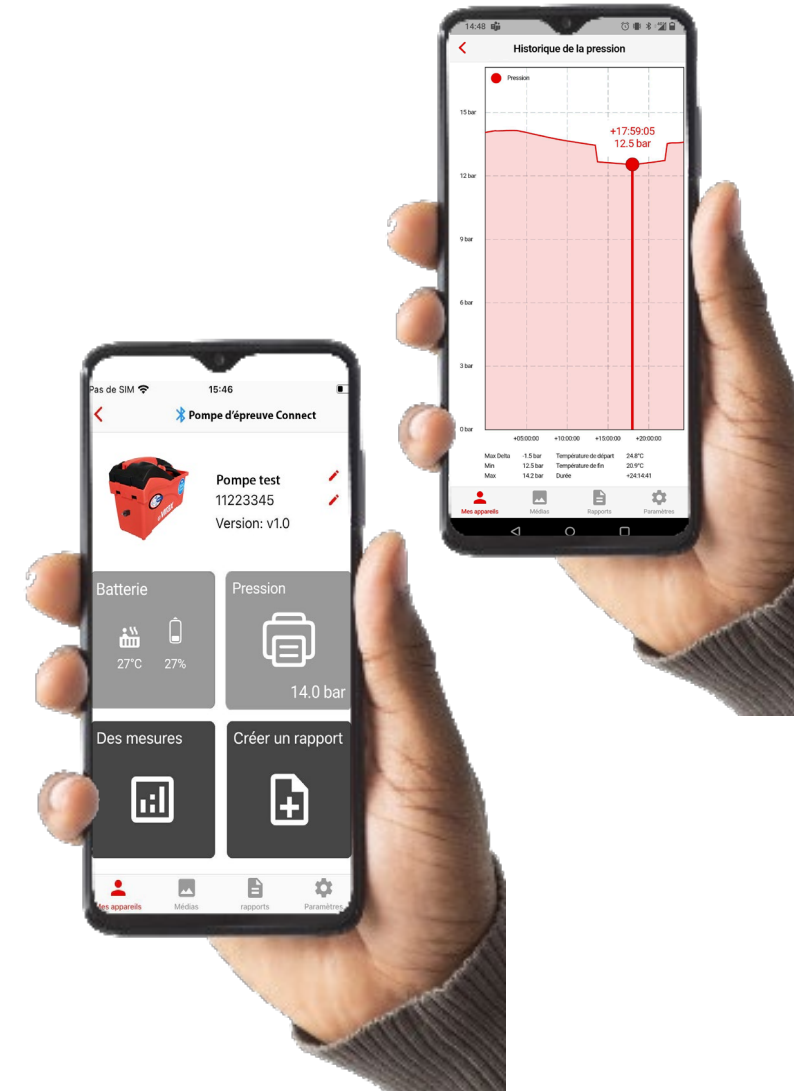 14:48
Historique de la pression
Pression
+17:59:05
12.5 bar
15 bar
12 bar
9 bar
6 bar
3 bar
0 bar
+05:00:00 +10:00:00 +15:00:00 +20:00:00
Max Delta -1.5 bar Température de départ 24.8°C
Min 12.5 bar Température de fin 20.9°C
Max 14.2 bar Durée +24:14:41
Mes appareils Médias Rapports Paramètres
Pas de SIM 15:46
Pompe d'épreuve Connect
Pompe test
11223345
Version: v1.0
Batterie
27°C 27%
Pression
14.0 bar
Des mesures
Créer un rapport
Mes appareils Médias rapports Paramètres